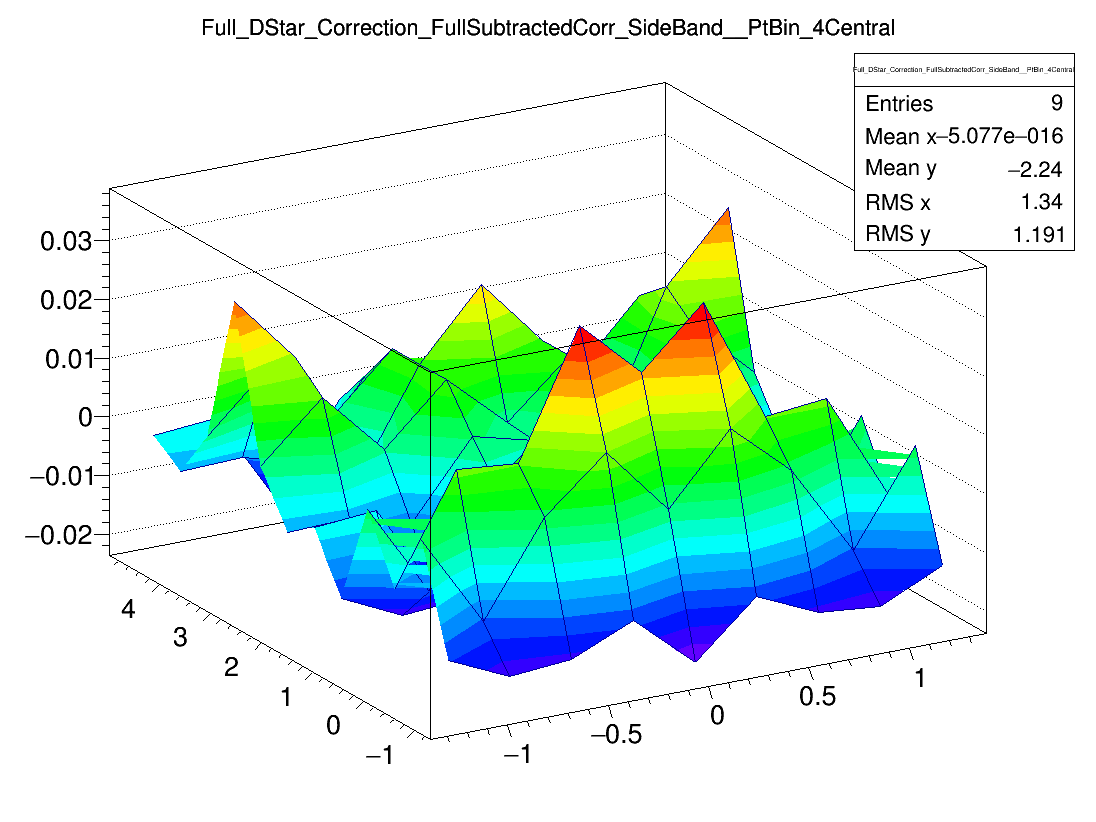 Full_DStar_Correction_FullSubtractedCorr_SideBand__PtBin_4Central
Full_DStar_Correction_FullSubtractedCorr_SideBand__PtBin_4Central
Entries 9
Mean x −5.077e−016
Mean y −2.24
RMS x 1.34
RMS y 1.191
0.03
0.02
0.01
0
−0.01
−0.02
4
3
2
1
0
−1
−1
−0.5
0
0.5
1